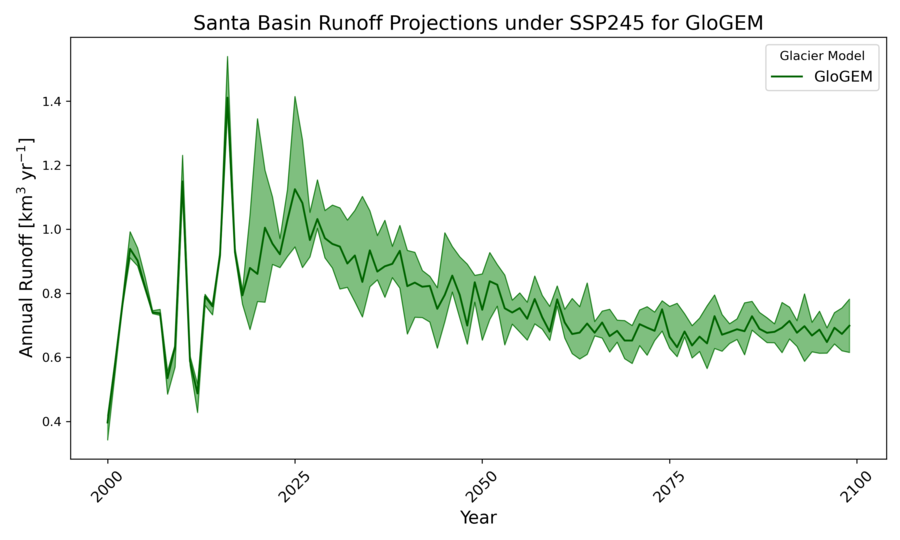 Santa Basin Runoff Projections under SSP245 for GloGEM
Glacier Model
GloGEM
Annual Runoff [km³ yr⁻¹]
1.4
1.2
1.0
0.8
0.6
0.4
2000
2025
2050
2075
2100
Year